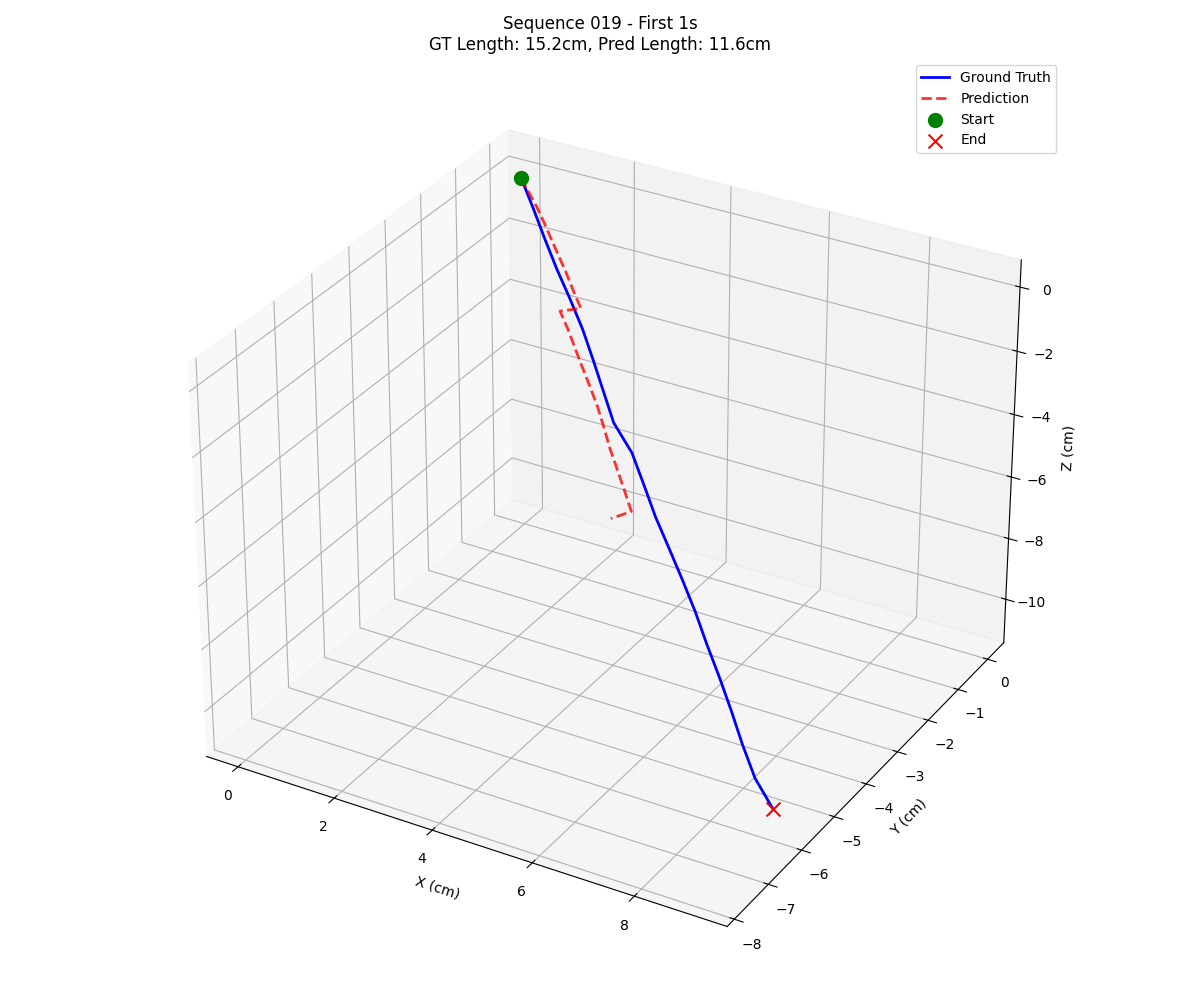 Sequence 019 - First 1s
GT Length: 15.2cm, Pred Length: 11.6cm
Ground Truth
Prediction
Start
End
0
−2
−4
−6
−8
−10
Z (cm)
0
−1
−2
−3
−4
−5
−6
−7
−8
Y (cm)
0
2
4
6
8
X (cm)